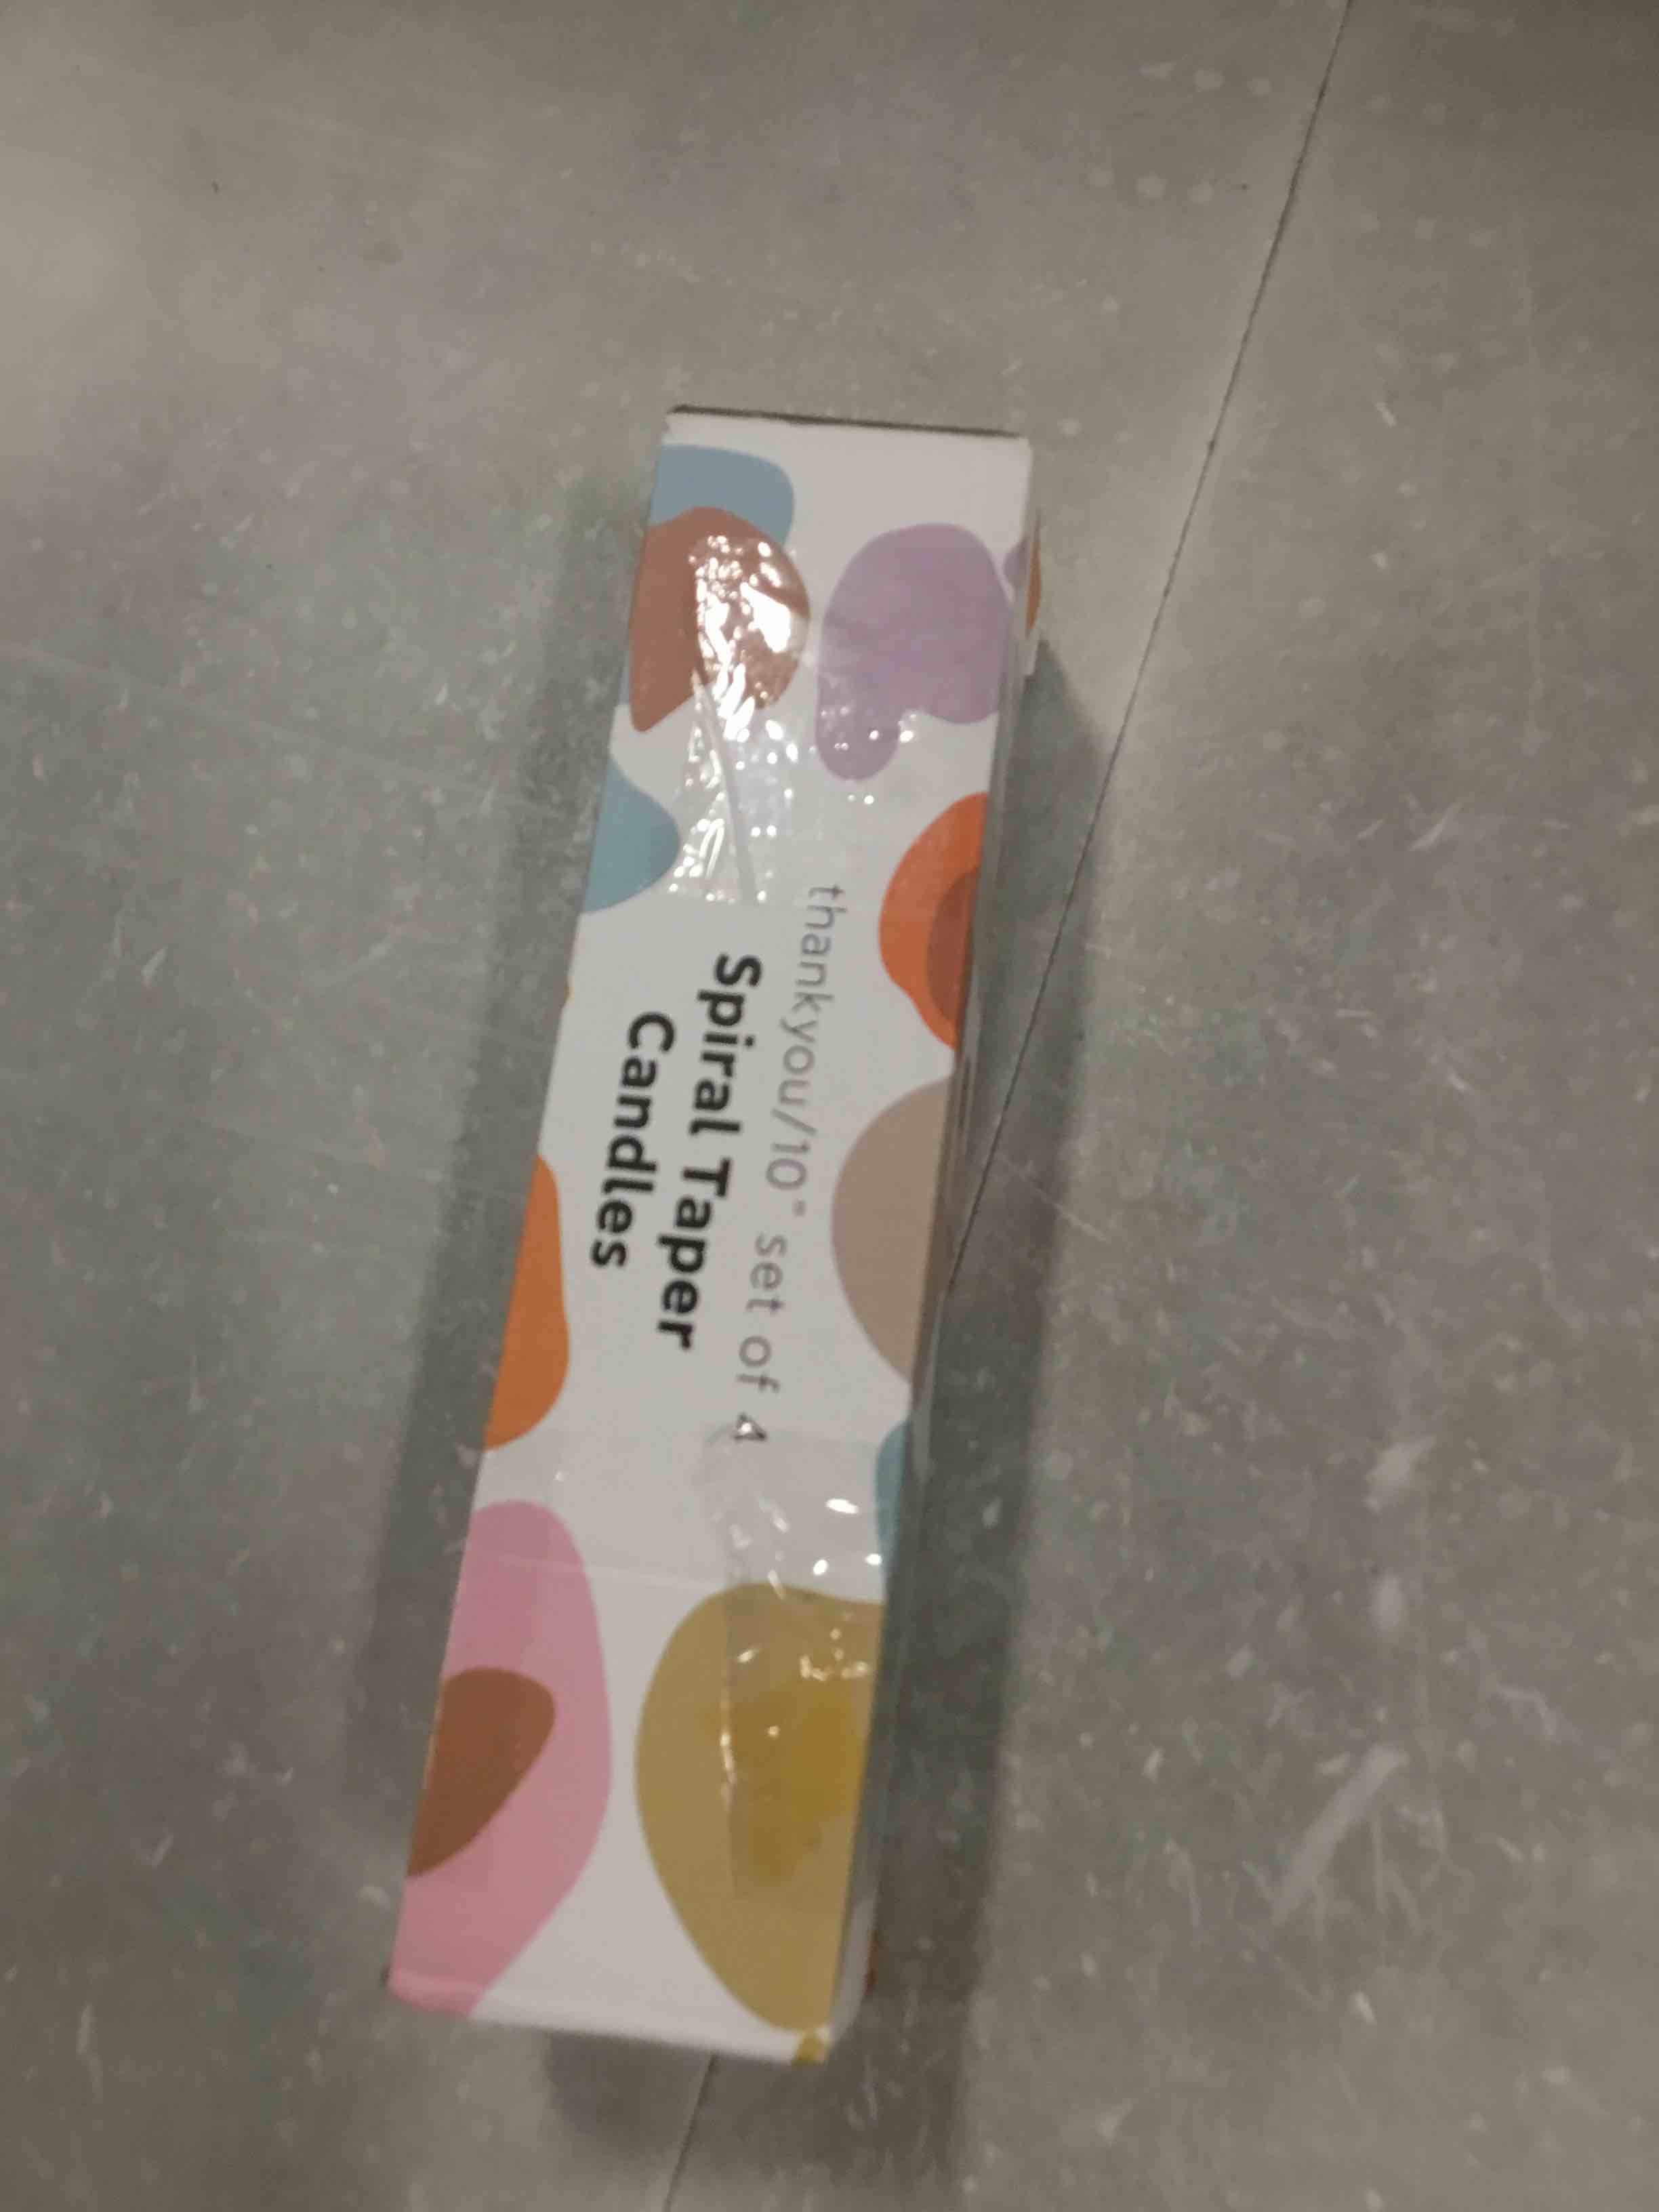 thankyou/10" set of 4
Spiral Taper
Candles